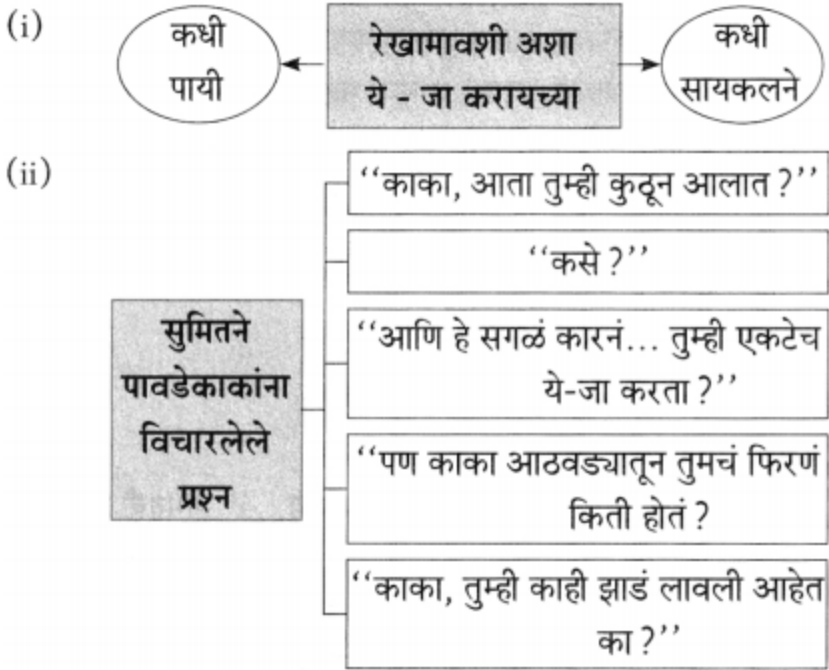 (i)
कधी
पायी
रेखामावशी अशा
ये - जा करायच्या
कधी
सायकलने
(ii)
सुमितने
पावडेकाकांना
विचारलेले
प्रश्न
“काका, आता तुम्ही कुठून आलात ?”
“कसे ?”
“आणि हे सगळं कारनं... तुम्ही एकटेच
ये-जा करता ?”
“पण काका आठवड्यातून तुमचं फिरणं
किती होतं ?
“काका, तुम्ही काही झाडं लावली आहेत
का ?”